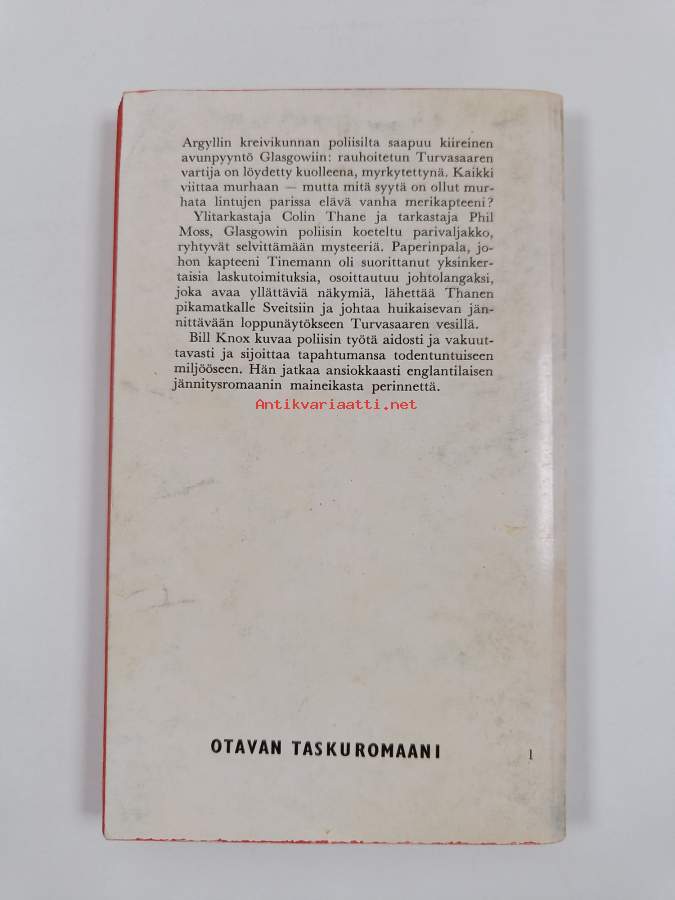 Argyllin kreivikunnan poliisilta saapuu kiireinen
avunpyyntö Glasgowiin: rauhoitetun Turvasaaren
vartija on löydetty kuolleena, myrkytettynä. Kaikki
viittaa murhaan — mutta mitä syytä on ollut mur-
hata lintujen parissa elävä vanha merikapteeni?
Ylitarkastaja Colin Thane ja tarkastaja Phil
Moss, Glasgowin poliisin koeteltu parivaljakko,
ryhtyvät selvittämään mysteeriä. Paperinpala, jo-
hon kapteeni Tinemann oli suorittanut yksinker-
taisia laskutoimituksia, osoittautuu johtolangaksi,
joka avaa yllättäviä näkymiä, lähettää Thanen
pikamatkalle Sveitsiin ja johtaa huikaisevan jän-
nittävään loppunäytökseen Turvasaaren vesillä.
Bill Knox kuvaa poliisin työtä aidosti ja vakuut-
tavasti ja sijoittaa tapahtumansa todentuntuiseen
miljööseen. Hän jatkaa ansiokkaasti englantilaisen
jännitysromaanin maineikasta perinnettä.
Antikvariaatti.net
OTAVAN TASKUROMAANI
1